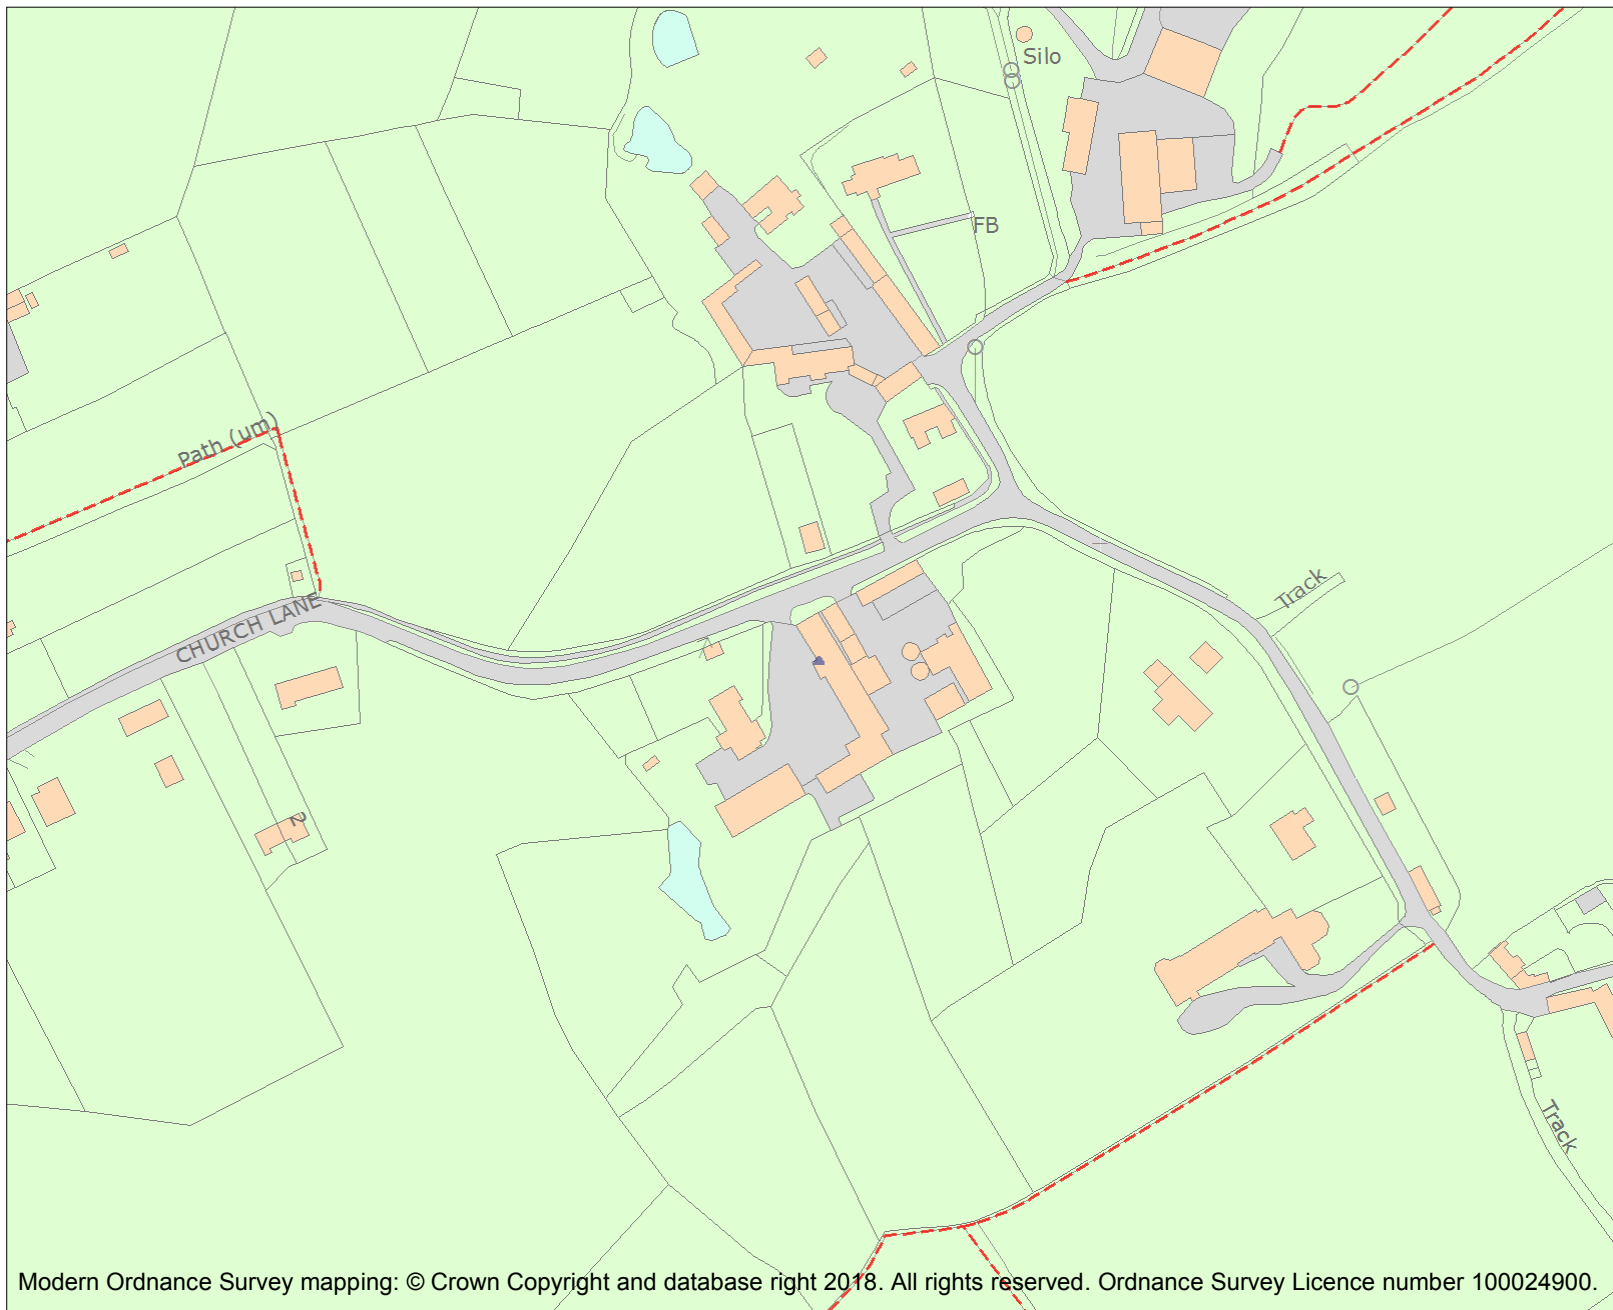 Silo
FB
Path (um)
Track
CHURCH LANE
2
Track
Modern Ordnance Survey mapping: © Crown Copyright and database right 2018. All rights reserved. Ordnance Survey Licence number 100024900.